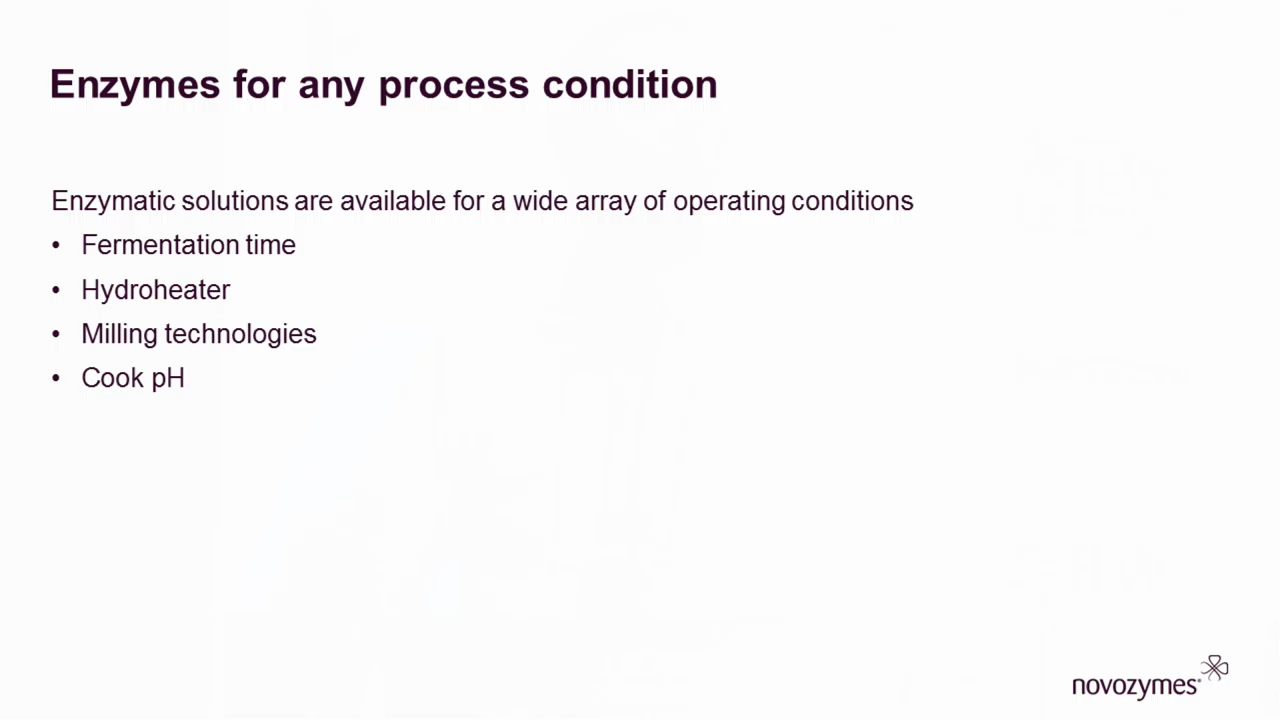 Enzymes for any process condition
Enzymatic solutions are available for a wide array of operating conditions
• Fermentation time
• Hydroheater
• Milling technologies
• Cook pH
novozymes